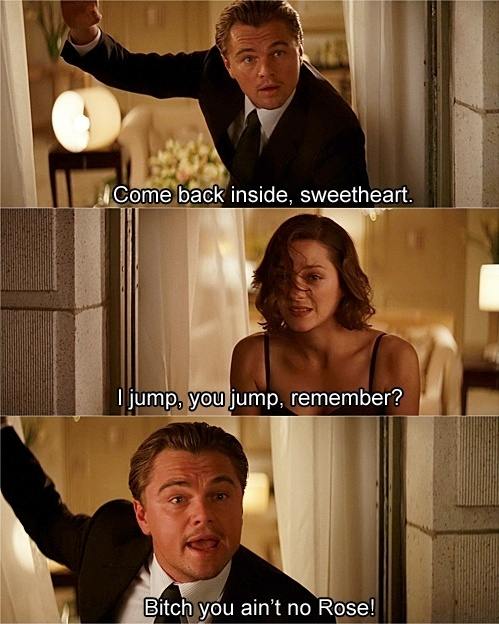 Come back inside, sweetheart.
I jump, you jump, remember?
Bitch you ain't no Rose!